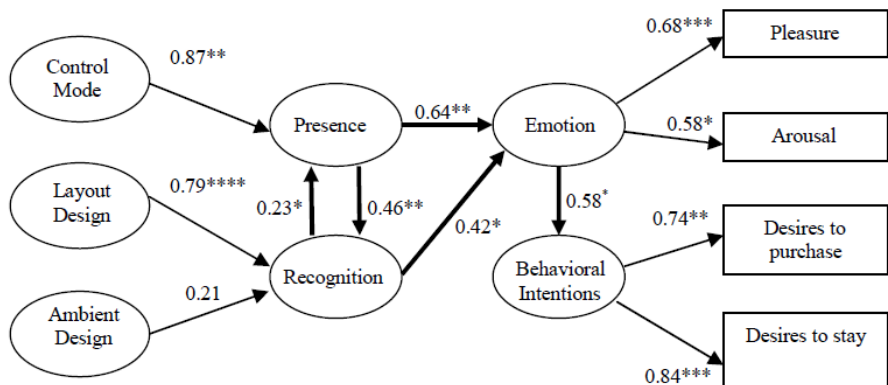 Control
Mode
0.87**
Layout
Design
0.79****
Ambient
Design
0.21
Presence
0.23*
0.46**
Recognition
0.64**
0.42*
Emotion
0.58*
Behavioral
Intentions
0.68***
Pleasure
0.58*
Arousal
0.74**
Desires to
purchase
0.84***
Desires to stay